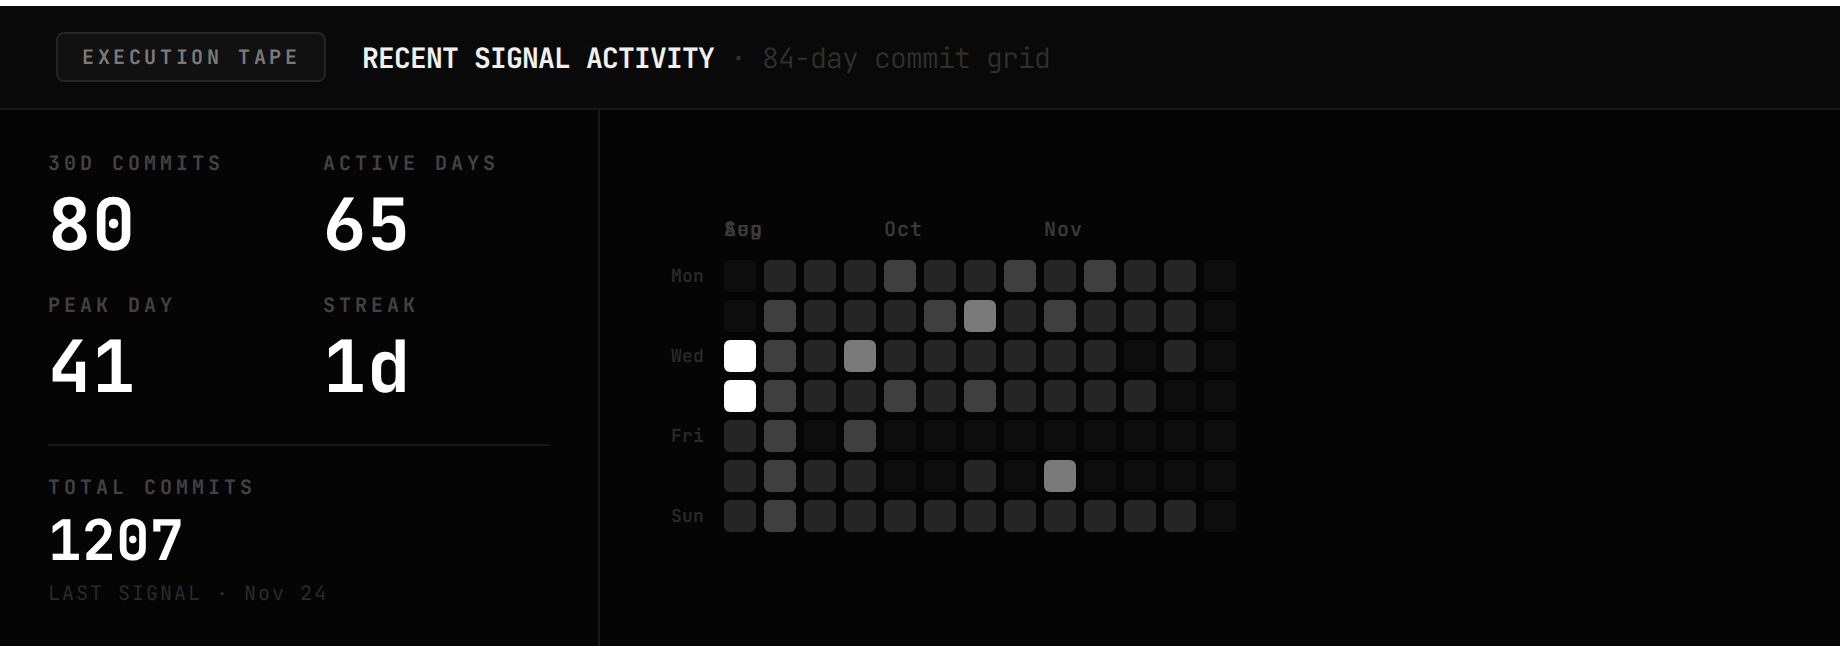 EXECUTION TAPE RECENT SIGNAL ACTIVITY · 84-day commit grid
30D COMMITS ACTIVE DAYS
80 65
PEAK DAY STREAK
41 1d
TOTAL COMMITS
1207
LAST SIGNAL · Nov 24
Oct Nov
Mon
Wed
Fri
Sun